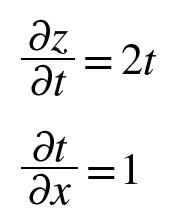 ∂z/∂t = 2t
∂t/∂x = 1